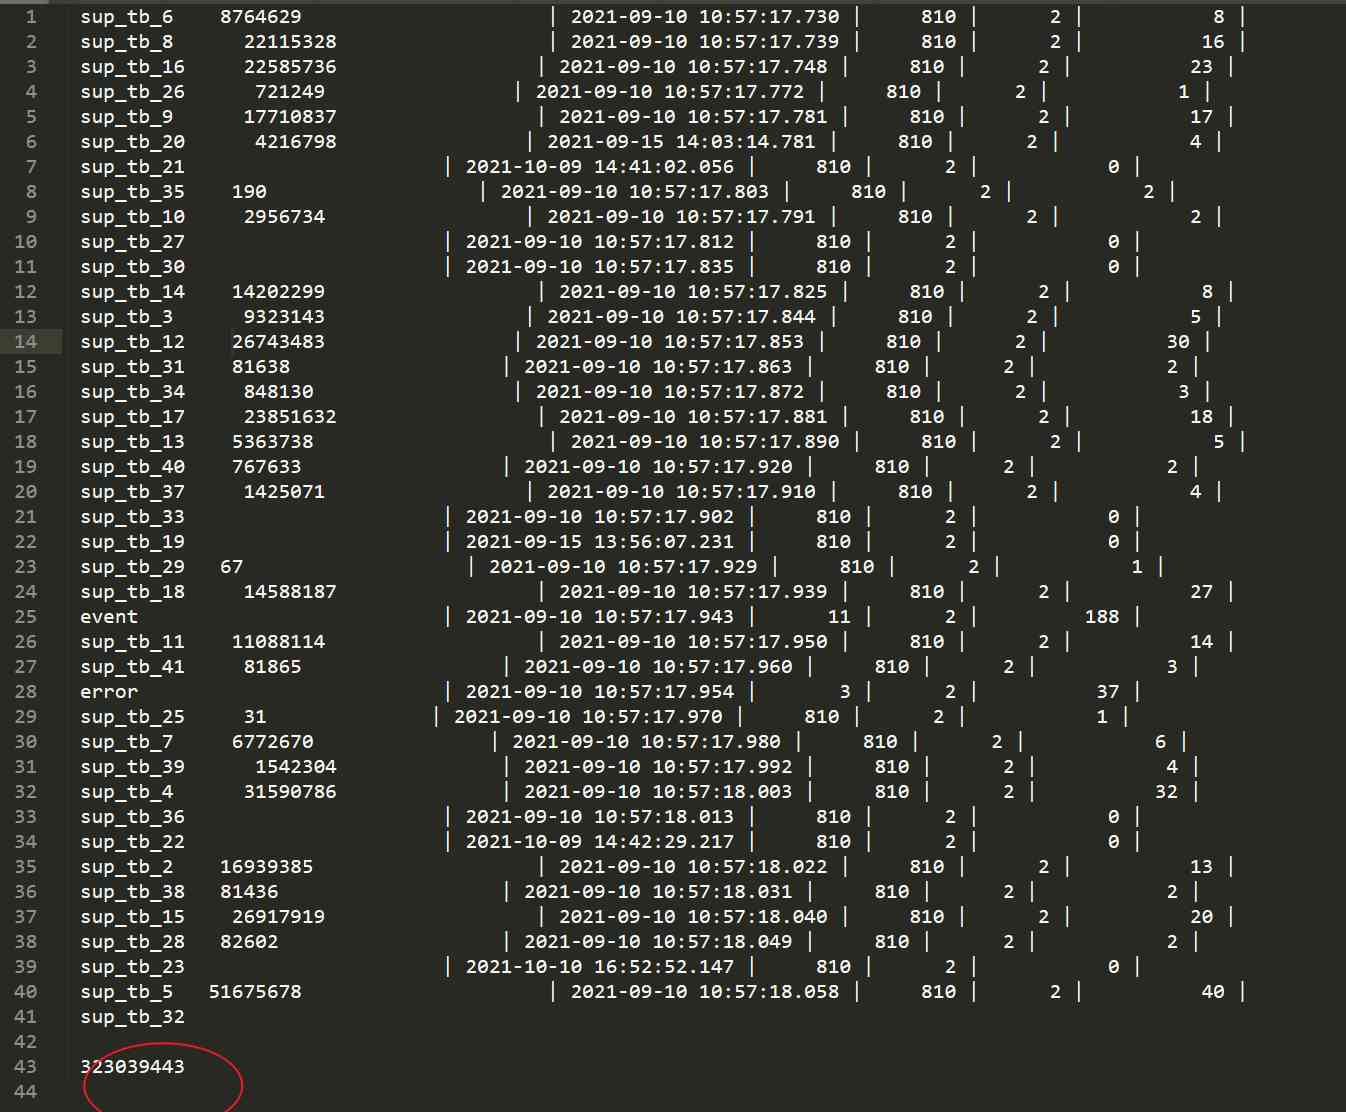 1 sup_tb_6 8764629 | 2021-09-10 10:57:17.730 | 810 | 2 | 8 |
2 sup_tb_8 22115328 | 2021-09-10 10:57:17.739 | 810 | 2 | 16 |
3 sup_tb_16 22585736 | 2021-09-10 10:57:17.748 | 810 | 2 | 23 |
4 sup_tb_26 721249 | 2021-09-10 10:57:17.772 | 810 | 2 | 1 |
5 sup_tb_9 17710837 | 2021-09-10 10:57:17.781 | 810 | 2 | 17 |
6 sup_tb_20 4216798 | 2021-09-15 14:03:14.781 | 810 | 2 | 4 |
7 sup_tb_21 | 2021-10-09 14:41:02.056 | 810 | 2 | 0 |
8 sup_tb_35 190 | 2021-09-10 10:57:17.803 | 810 | 2 | 2 |
9 sup_tb_10 2956734 | 2021-09-10 10:57:17.791 | 810 | 2 | 2 |
10 sup_tb_27 | 2021-09-10 10:57:17.812 | 810 | 2 | 0 |
11 sup_tb_30 | 2021-09-10 10:57:17.835 | 810 | 2 | 0 |
12 sup_tb_14 14202299 | 2021-09-10 10:57:17.825 | 810 | 2 | 8 |
13 sup_tb_3 9323143 | 2021-09-10 10:57:17.844 | 810 | 2 | 5 |
14 sup_tb_12 26743483 | 2021-09-10 10:57:17.853 | 810 | 2 | 30 |
15 sup_tb_31 81638 | 2021-09-10 10:57:17.863 | 810 | 2 | 2 |
16 sup_tb_34 848130 | 2021-09-10 10:57:17.872 | 810 | 2 | 3 |
17 sup_tb_17 23851632 | 2021-09-10 10:57:17.881 | 810 | 2 | 18 |
18 sup_tb_13 5363738 | 2021-09-10 10:57:17.890 | 810 | 2 | 5 |
19 sup_tb_40 767633 | 2021-09-10 10:57:17.920 | 810 | 2 | 2 |
20 sup_tb_37 1425071 | 2021-09-10 10:57:17.910 | 810 | 2 | 4 |
21 sup_tb_33 | 2021-09-10 10:57:17.902 | 810 | 2 | 0 |
22 sup_tb_19 | 2021-09-15 13:56:07.231 | 810 | 2 | 0 |
23 sup_tb_29 67 | 2021-09-10 10:57:17.929 | 810 | 2 | 1 |
24 sup_tb_18 14588187 | 2021-09-10 10:57:17.939 | 810 | 2 | 27 |
25 event | 2021-09-10 10:57:17.943 | 11 | 2 | 188 |
26 sup_tb_11 11088114 | 2021-09-10 10:57:17.950 | 810 | 2 | 14 |
27 sup_tb_41 81865 | 2021-09-10 10:57:17.960 | 810 | 2 | 3 |
28 error | 2021-09-10 10:57:17.954 | 3 | 2 | 37 |
29 sup_tb_25 31 | 2021-09-10 10:57:17.970 | 810 | 2 | 1 |
30 sup_tb_7 6772670 | 2021-09-10 10:57:17.980 | 810 | 2 | 6 |
31 sup_tb_39 1542304 | 2021-09-10 10:57:17.992 | 810 | 2 | 4 |
32 sup_tb_4 31590786 | 2021-09-10 10:57:18.003 | 810 | 2 | 32 |
33 sup_tb_36 | 2021-09-10 10:57:18.013 | 810 | 2 | 0 |
34 sup_tb_22 | 2021-10-09 14:42:29.217 | 810 | 2 | 0 |
35 sup_tb_2 16939385 | 2021-09-10 10:57:18.022 | 810 | 2 | 13 |
36 sup_tb_38 81436 | 2021-09-10 10:57:18.031 | 810 | 2 | 2 |
37 sup_tb_15 26917919 | 2021-09-10 10:57:18.040 | 810 | 2 | 20 |
38 sup_tb_28 82602 | 2021-09-10 10:57:18.049 | 810 | 2 | 2 |
39 sup_tb_23 | 2021-10-10 16:52:52.147 | 810 | 2 | 0 |
40 sup_tb_5 51675678 | 2021-09-10 10:57:18.058 | 810 | 2 | 40 |
41 sup_tb_32
42
43 323039443
44